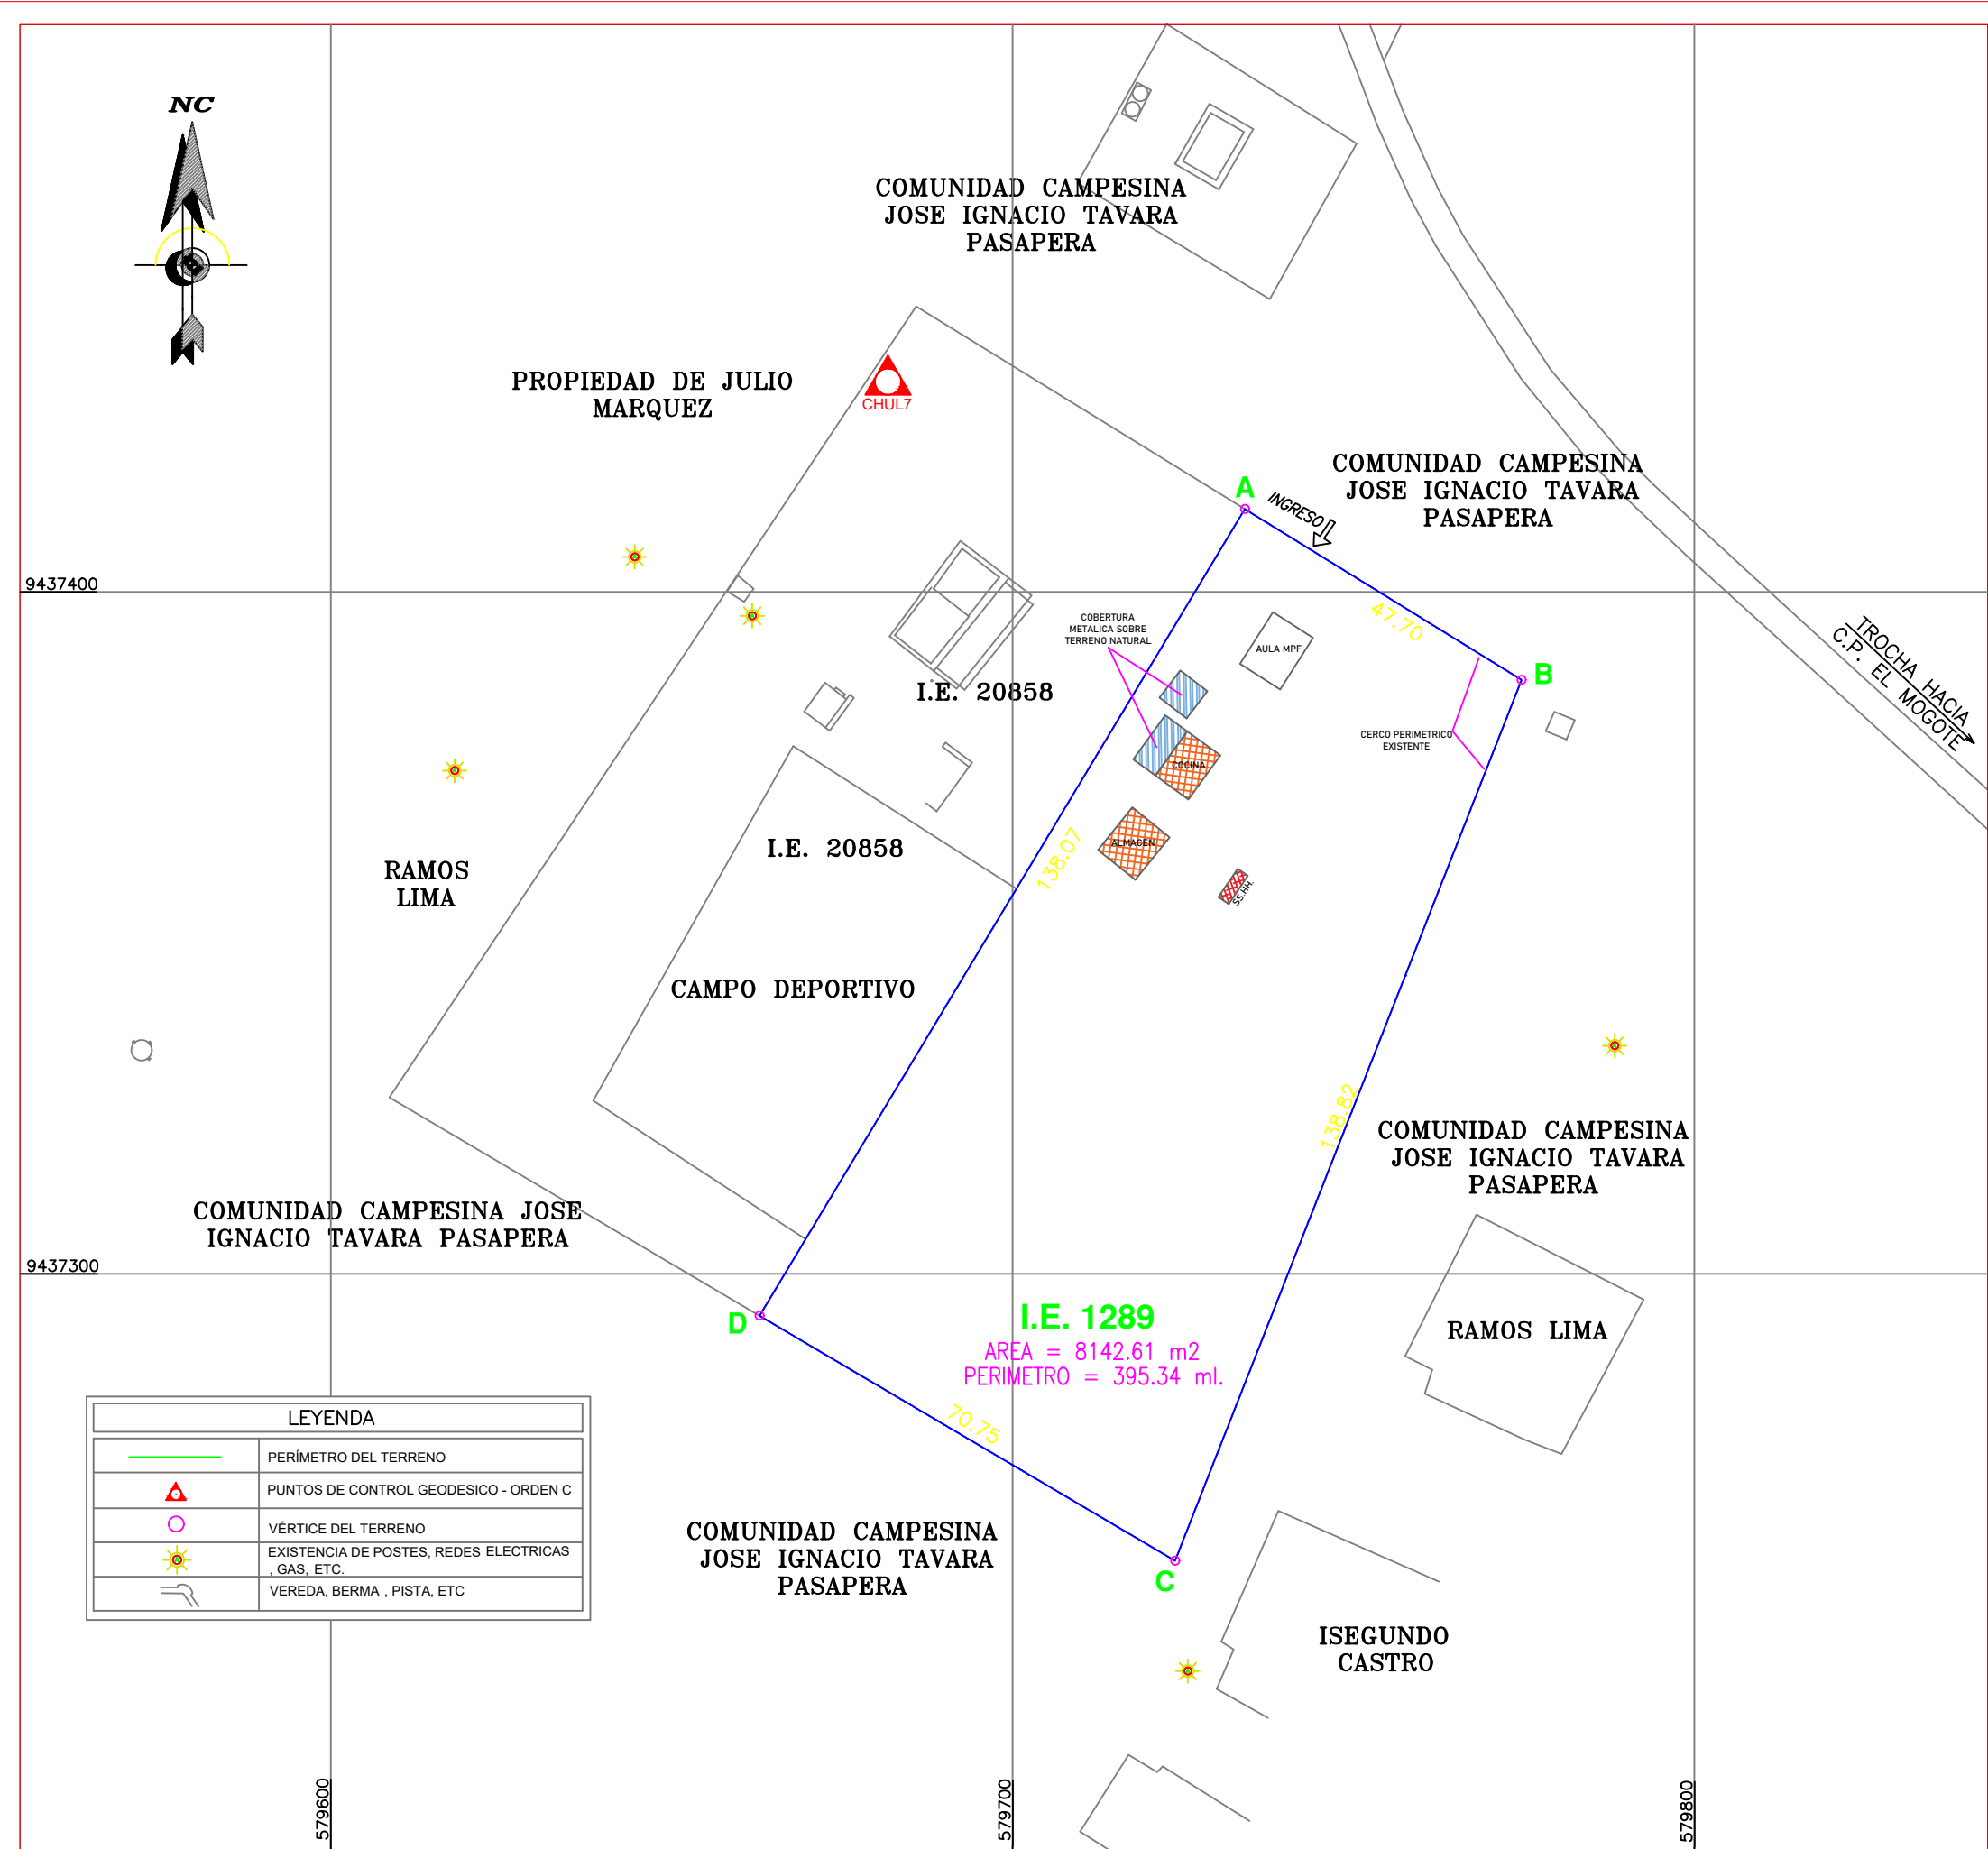 NC
COMUNIDAD CAMPESINA
JOSE IGNACIO TAVARA
PASAPERA
PROPIEDAD DE JULIO
MARQUEZ
CHUL7
COMUNIDAD CAMPESINA
JOSE IGNACIO TAVARA
PASAPERA
A
INGRESO
9437400
47.70
COBERTURA
METALICA SOBRE
TERRENO NATURAL
AULA MPF
TROCHA HACIA
C.P. EL MOGOTE
B
I.E. 20858
CERCO PERIMETRICO
EXISTENTE
COCINA
I.E. 20858
138.07
ALMACEN
RAMOS
LIMA
SS.HH.
CAMPO DEPORTIVO
138.82
COMUNIDAD CAMPESINA
JOSE IGNACIO TAVARA
PASAPERA
COMUNIDAD CAMPESINA JOSE
IGNACIO TAVARA PASAPERA
9437300
D
I.E. 1289
AREA = 8142.61 m2
PERIMETRO = 395.34 ml.
RAMOS LIMA
70.75
LEYENDA
PERÍMETRO DEL TERRENO
PUNTOS DE CONTROL GEODESICO - ORDEN C
VÉRTICE DEL TERRENO
EXISTENCIA DE POSTES, REDES ELECTRICAS
, GAS, ETC.
VEREDA, BERMA , PISTA, ETC
COMUNIDAD CAMPESINA
JOSE IGNACIO TAVARA
PASAPERA
C
ISEGUNDO
CASTRO
579600
579700
579800